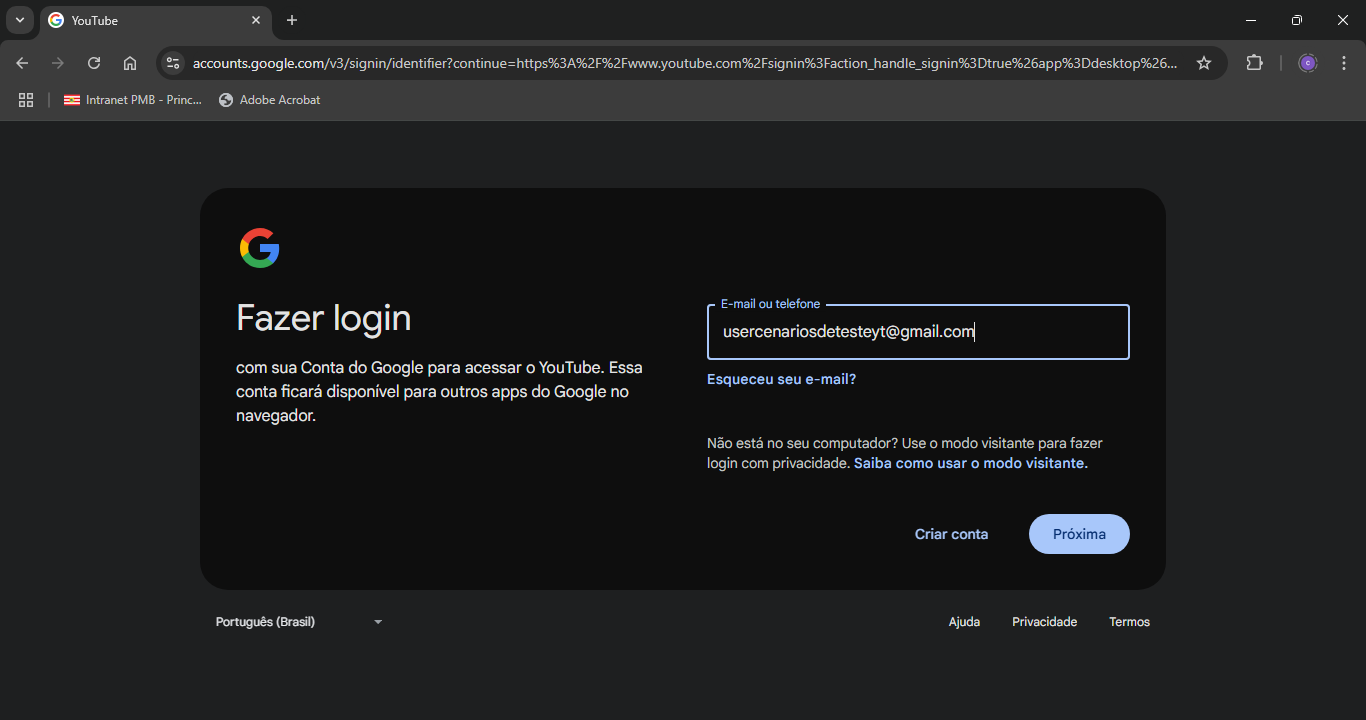 YouTube
accounts.google.com/v3/signin/identifier?continue=https%3A%2F%2Fwww.youtube.com%2Fsignin%3Faction_handle_signin%3Dtrue%26app%3Ddesktop%26...
Intranet PMB - Princ... Adobe Acrobat
Fazer login
com sua Conta do Google para acessar o YouTube. Essa
conta ficará disponível para outros apps do Google no
navegador.
E-mail ou telefone
usercenariosdetesteyt@gmail.com
Esqueceu seu e-mail?
Não está no seu computador? Use o modo visitante para fazer
login com privacidade. Saiba como usar o modo visitante.
Criar conta Próxima
Português (Brasil) Ajuda Privacidade Termos